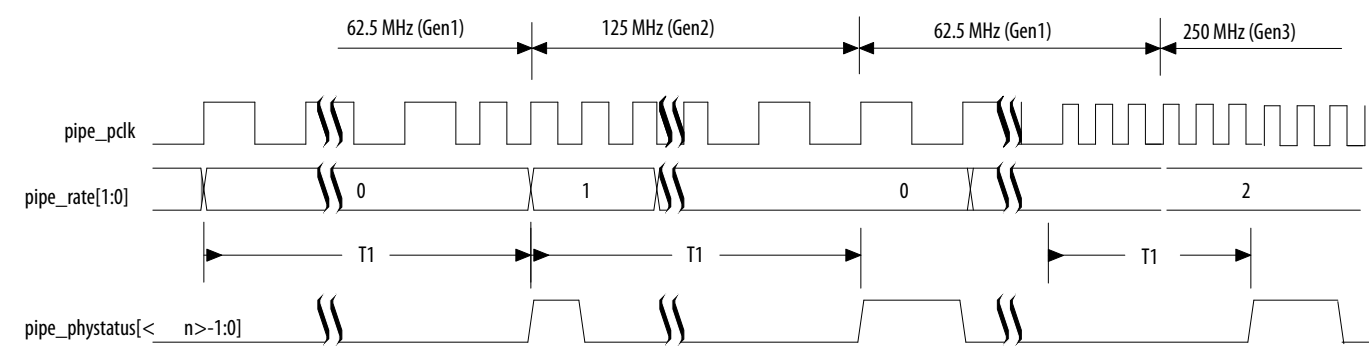 62.5 MHz (Gen1) 125 MHz (Gen2) 62.5 MHz (Gen1) 250 MHz (Gen3)
pipe_pclk
pipe_rate[1:0] 0 1 0 2
T1 T1 T1
pipe_phystatus[< n>-1:0]